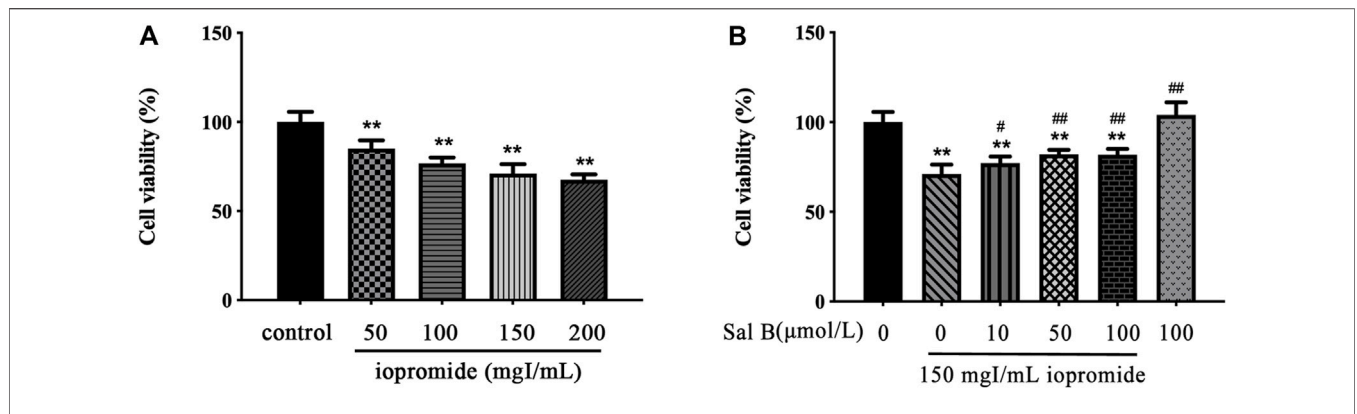 A
150
100
50
0
Cell viability (%)
** ** ** **
control 50 100 150 200
iopromide (mgI/mL)
B
150
100
50
0
Cell viability (%)
# ## ## ##
** ** ** **
Sal B(μmol/L) 0 0 10 50 100 100
150 mgI/mL iopromide